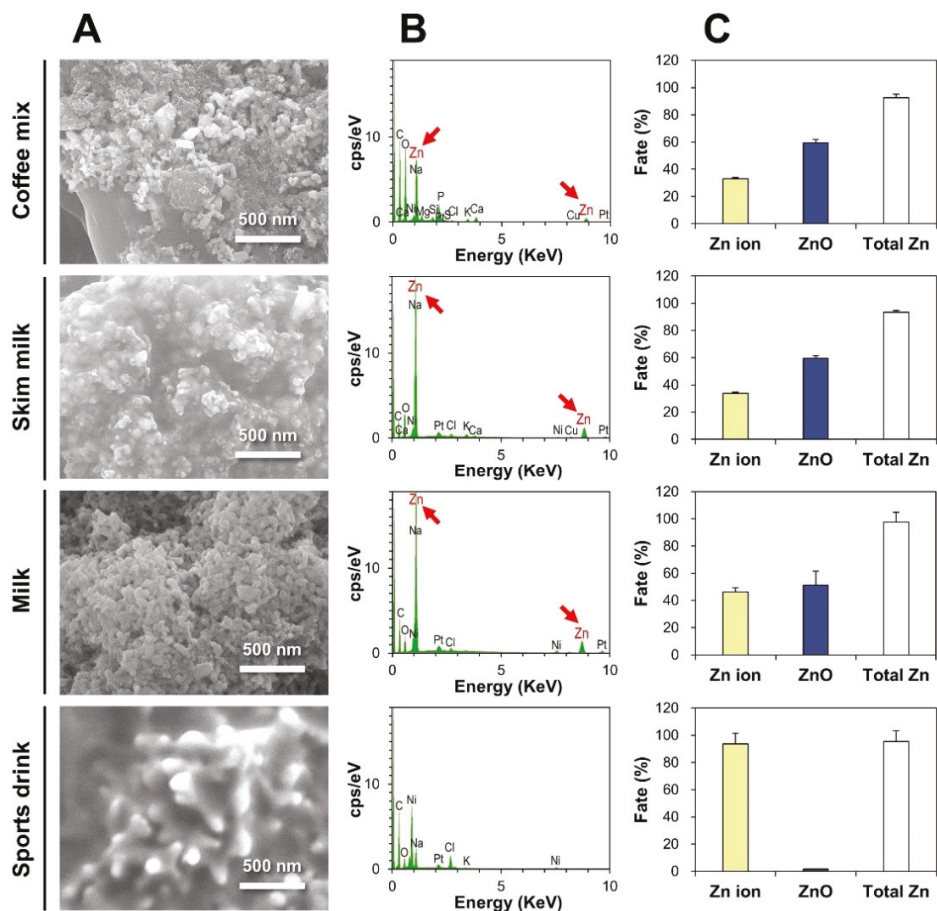 A
B
C
Coffee mix
500 nm
cps/eV
10
0
C
O
Zn
Na
P
Ca
Ni
Mg
Si
S
Cl
K
Ca
Cu
Zn
Pt
0
5
10
Energy (KeV)
Fate (%)
120
100
80
60
40
20
0
Zn ion
ZnO
Total Zn
Skim milk
500 nm
cps/eV
10
0
Zn
Na
O
C
Ni
Ca
Pt
Cl
K
Ca
Ni
Cu
Zn
Pt
0
5
10
Energy (KeV)
Fate (%)
120
100
80
60
40
20
0
Zn ion
ZnO
Total Zn
Milk
500 nm
cps/eV
10
0
Zn
Na
C
O
Ni
Pt
Cl
Ni
Zn
Pt
0
5
10
Energy (KeV)
Fate (%)
120
100
80
60
40
20
0
Zn ion
ZnO
Total Zn
Sports drink
500 nm
cps/eV
10
0
C
Ni
O
Na
Pt
Cl
K
Ni
0
5
10
Energy (KeV)
Fate (%)
120
100
80
60
40
20
0
Zn ion
ZnO
Total Zn